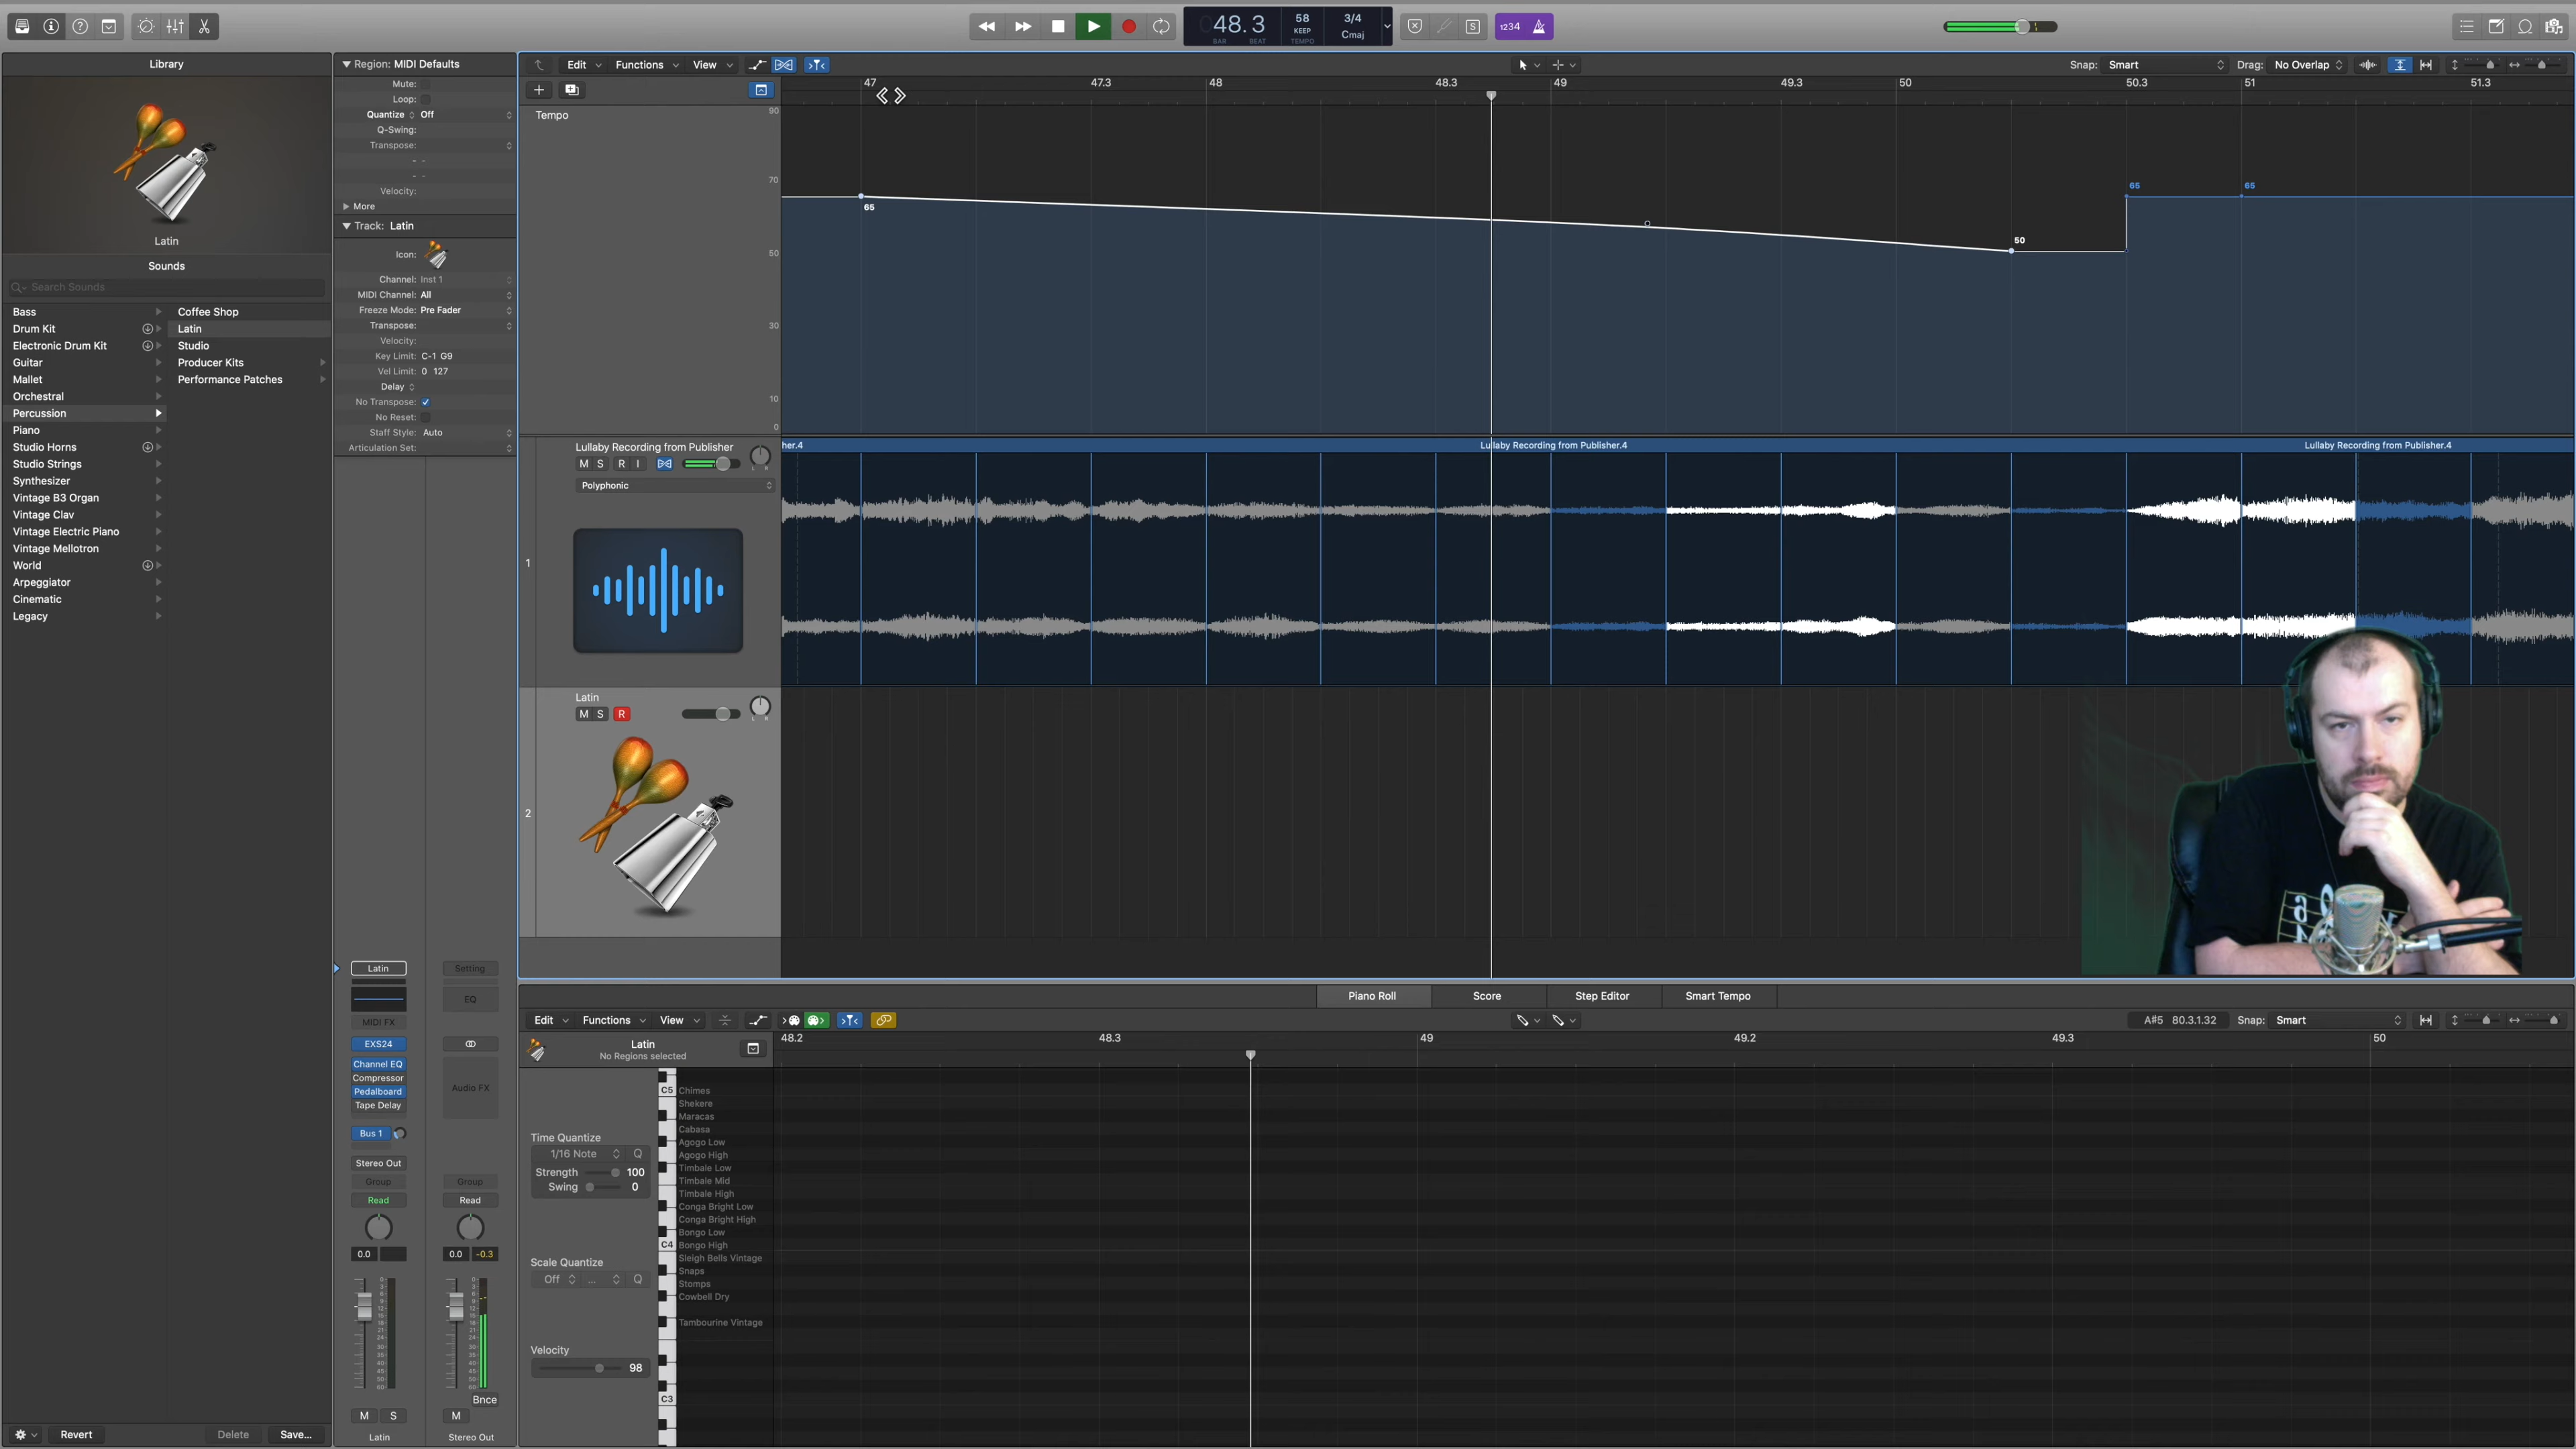 48.3
BAR BEAT
58
KEEP
TEMPO
3/4
Cmaj
S
1234
Library
Latin
Sounds
Search Sounds
Bass
Drum Kit
Electronic Drum Kit
Guitar
Mallet
Orchestral
Percussion
Piano
Studio Horns
Studio Strings
Synthesizer
Vintage B3 Organ
Vintage Clav
Vintage Electric Piano
Vintage Mellotron
World
Arpeggiator
Cinematic
Legacy
Coffee Shop
Latin
Studio
Producer Kits
Performance Patches
Revert
Delete
Save...
Region: MIDI Defaults
Mute:
Loop:
Quantize Off
Q-Swing:
Transpose:
- -
- -
Velocity:
More
Track: Latin
Icon:
Channel: Inst 1
MIDI Channel: All
Freeze Mode: Pre Fader
Transpose:
Velocity:
Key Limit: C-1 G9
Vel Limit: 0 127
Delay
No Transpose:
No Reset:
Staff Style: Auto
Articulation Set:
Latin
Setting
EQ
MIDI FX
EXS24
Channel EQ
Compressor
Pedalboard
Tape Delay
Audio FX
Bus 1
Stereo Out
Group
Group
Read
Read
0.0
0.0 -0.3
Bnce
M S
M
Latin
Stereo Out
Edit Functions View
Snap: Smart
Drag: No Overlap
47 47.3 48 48.3 49 49.3 50 50.3 51 51.3
Tempo
90
70
50
30
10
0
65
50
65
65
1
Lullaby Recording from Publisher
M S R I
Polyphonic
her.4
Lullaby Recording from Publisher.4
Lullaby Recording from Publisher.4
2
Latin
M S R
Piano Roll
Score
Step Editor
Smart Tempo
Edit Functions View
A#5 80.3.1.32
Snap: Smart
48.2 48.3 49 49.2 49.3 50
Latin
No Regions selected
Time Quantize
1/16 Note Q
Strength 100
Swing 0
Scale Quantize
Off ... Q
Velocity
98
C5 Chimes
Shekere
Maracas
Cabasa
Agogo Low
Agogo High
Timbale Low
Timbale Mid
Timbale High
Conga Bright Low
Conga Bright High
Bongo Low
C4 Bongo High
Sleigh Bells Vintage
Snaps
Stomps
Cowbell Dry
Tambourine Vintage
C3